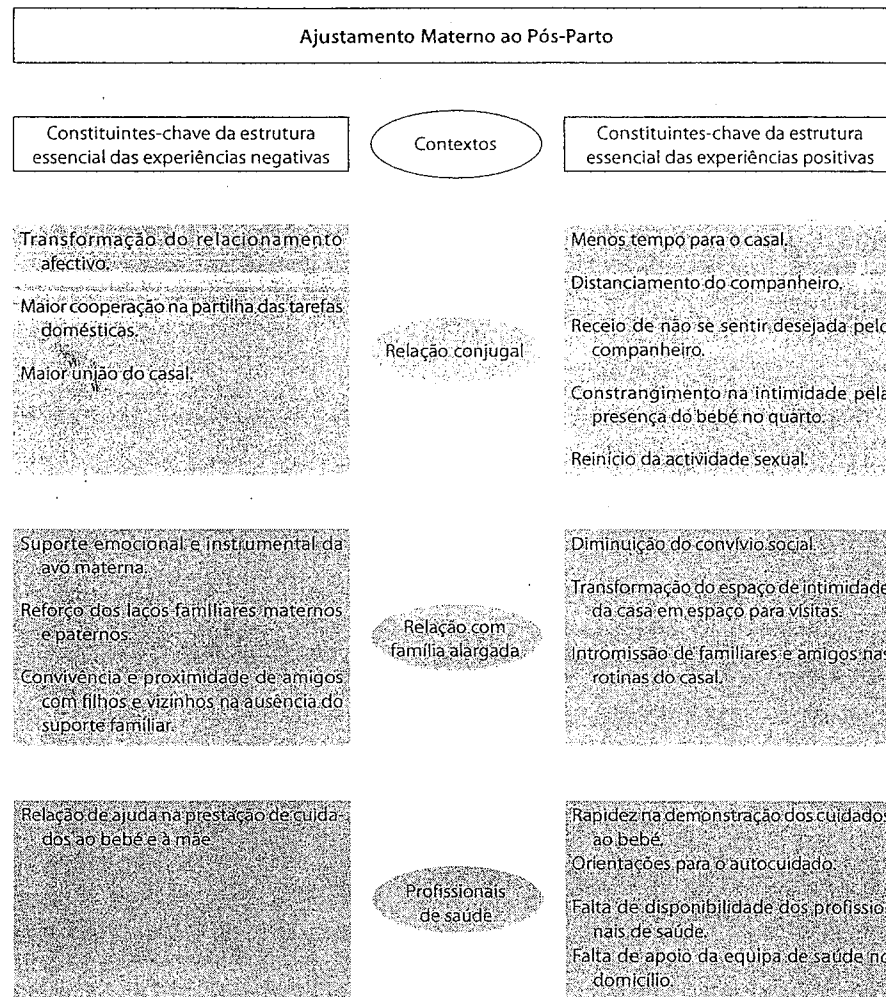 Ajustamento Materno ao Pós-Parto
Constituintes-chave da estrutura
essencial das experiências negativas
Contextos
Constituintes-chave da estrutura
essencial das experiências positivas
Transformação do relacionamento
afectivo.
Maior cooperação na partilha das tarefas
domésticas.
Maior união do casal.
Relação conjugal
Menos tempo para o casal.
Distanciamento do companheiro.
Receio de não se sentir desejada pelo
companheiro.
Constrangimento na intimidade pela
presença do bebé no quarto.
Reinício da actividade sexual.
Suporte emocional e instrumental da
avo materna.
Reforço dos laços familiares maternos
e paternos.
Convivência e proximidade de amigos
com filhos e vizinhos na ausência do
suporte familiar.
Relação com
família alargada
Diminuição do convívio social.
Transformação do espaço de intimidade
da casa em espaço para visitas.
Intromissão de familiares e amigos nas
rotinas do casal.
Relação de ajuda na prestação de cuida-
dos ao bebé e à mãe.
Profissionais
de saúde
Rapidez na demonstração dos cuidados
ao bebé.
Orientações para o autocuidado.
Falta de disponibilidade dos profissio
nais de saúde.
Falta de apoio da equipa de saúde no
domicílio.